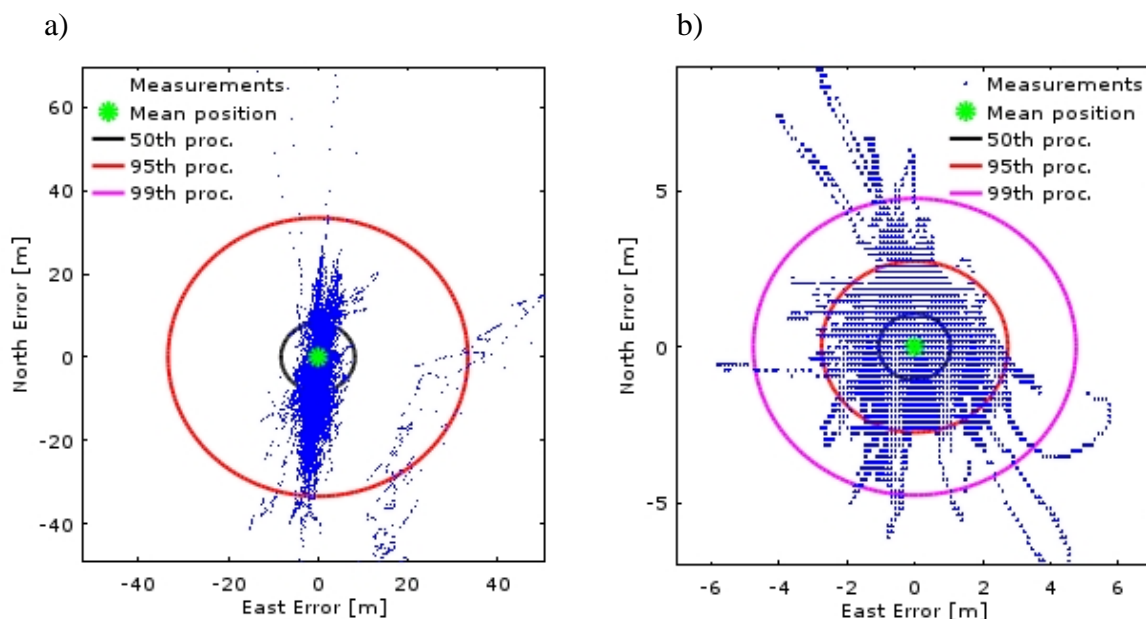 a)
b)
Measurements
Mean position
50th proc.
95th proc.
99th proc.
60
40
20
0
-20
-40
North Error [m]
-40
-20
0
20
40
East Error [m]
Measurements
Mean position
50th proc.
95th proc.
99th proc.
5
0
-5
North Error [m]
-6
-4
-2
0
2
4
6
East Error [m]